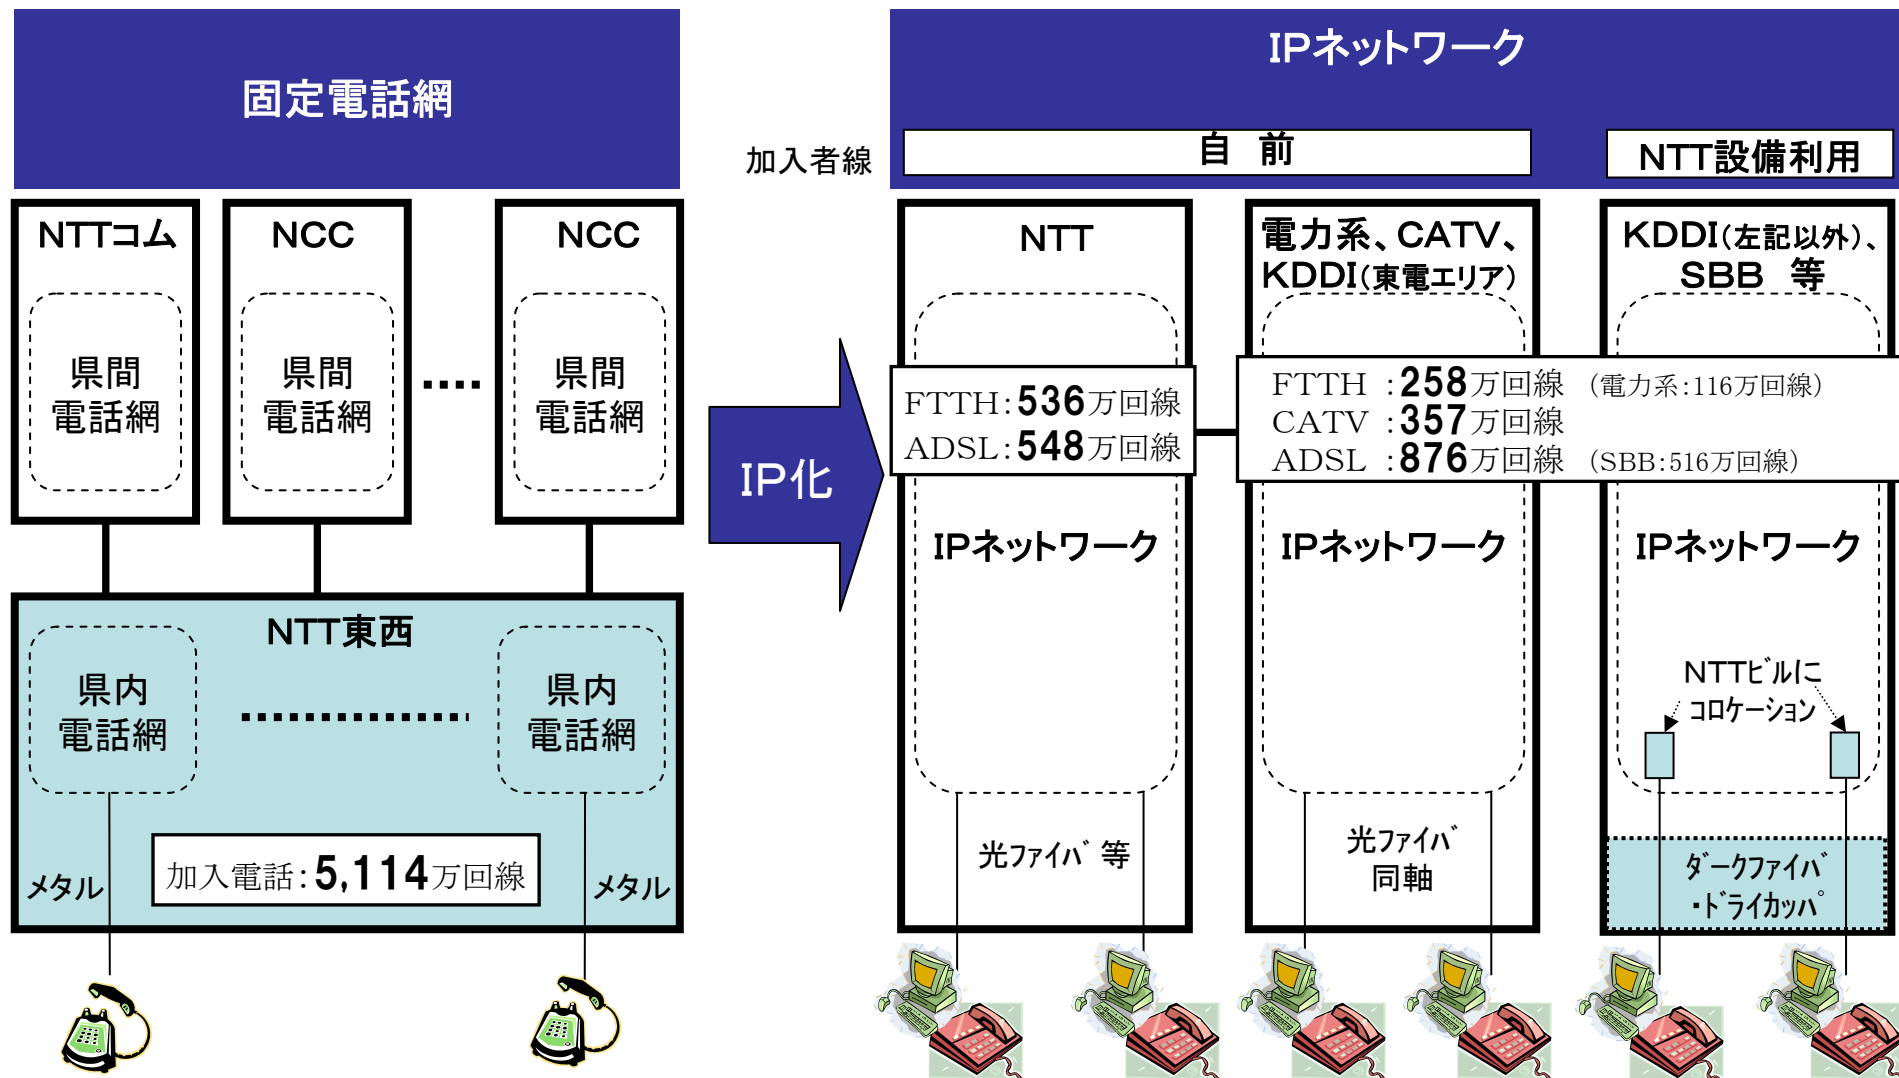 固定電話網
NTTコム
県間
電話網
NCC
県間
電話網
‥‥
NCC
県間
電話網
NTT東西
県内
電話網
県内
電話網
メタル
加入電話：5,114万回線
メタル
IP化
加入者線
IPネットワーク
自　前
NTT設備利用
NTT
FTTH：536万回線
ADSL：548万回線
IPネットワーク
光ファイバ等
電力系、CATV、
KDDI（東電エリア）
FTTH ：258万回線 （電力系：116万回線）
CATV ：357万回線
ADSL ：876万回線 （SBB：516万回線）
IPネットワーク
光ファイバ
同軸
KDDI（左記以外）、
SBB　等
IPネットワーク
NTTビルに
コロケーション
ダークファイバ
・ドライカッパ